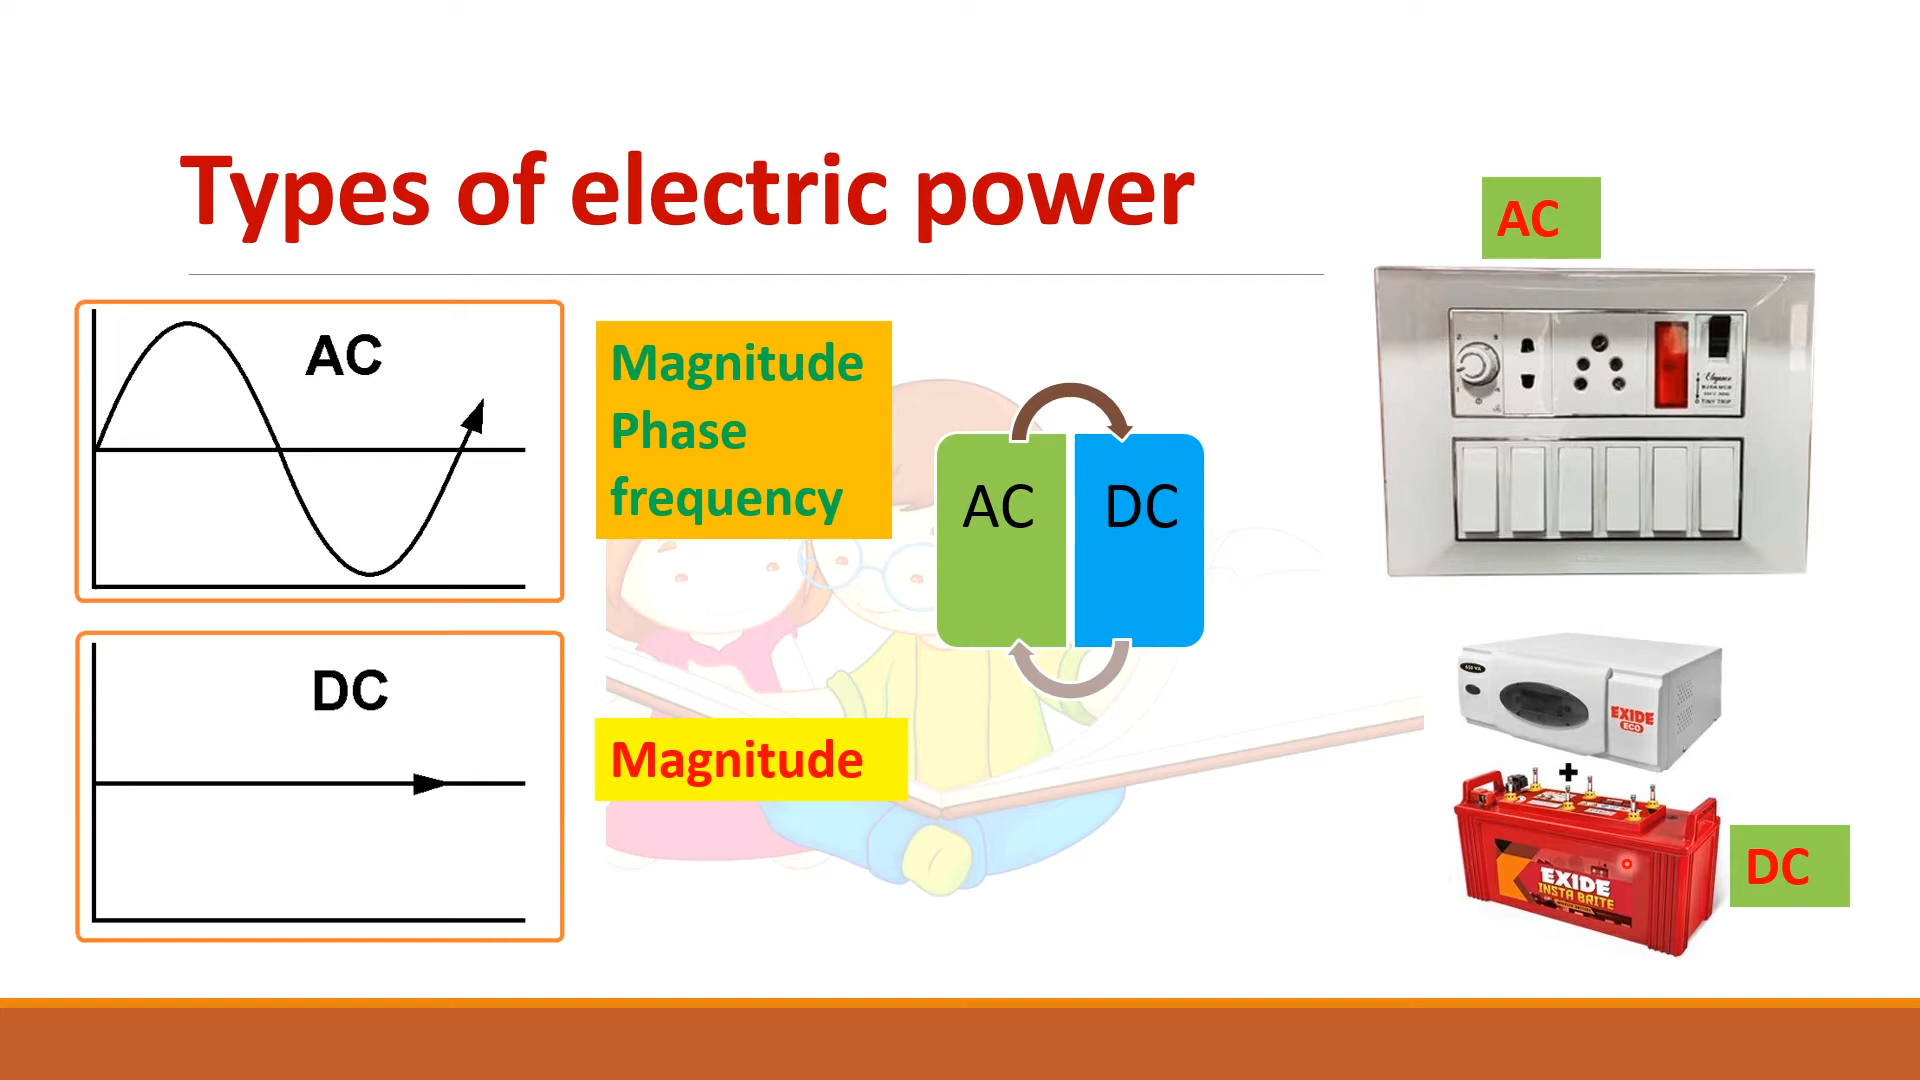 Types of electric power
AC
AC
Magnitude
Phase
frequency
AC
DC
DC
Magnitude
EXIDE
ECO
+
EXIDE
INSTA BRITE
DC